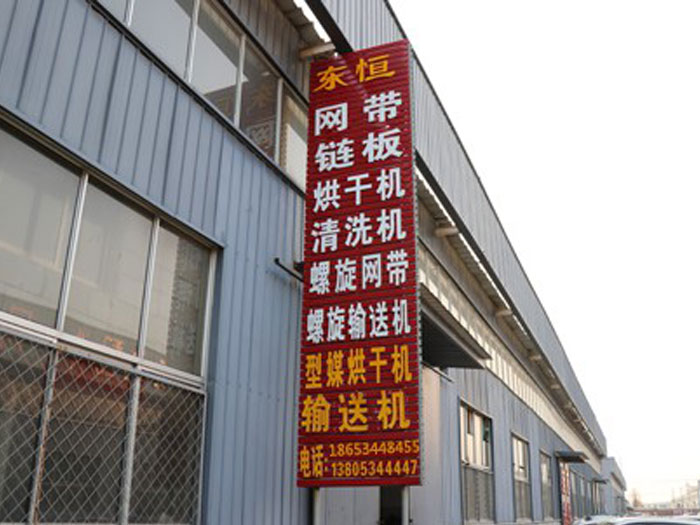 东恒
网带
链板
烘干机
清洗机
螺旋网带
螺旋输送机
型媒烘干机
输送机
电话:18653448455
13805344447